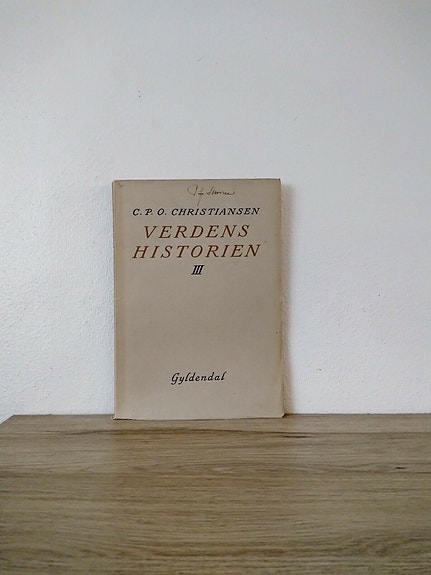 C. P. O. CHRISTIANSEN
VERDENS
HISTORIEN
III
Gyldendal